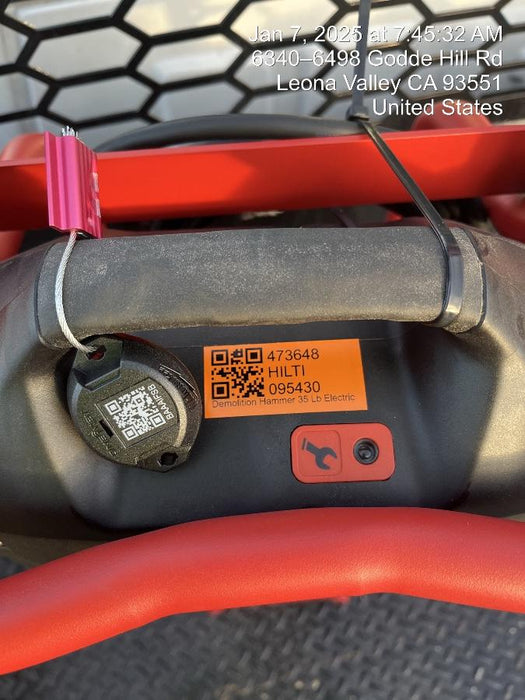 Jan 7, 2025 at 7:45:32 AM
6340–6498 Godde Hill Rd
Leona Valley CA 93551
United States
473648
HILTI
095430
Demolition Hammer 35 Lb Electric